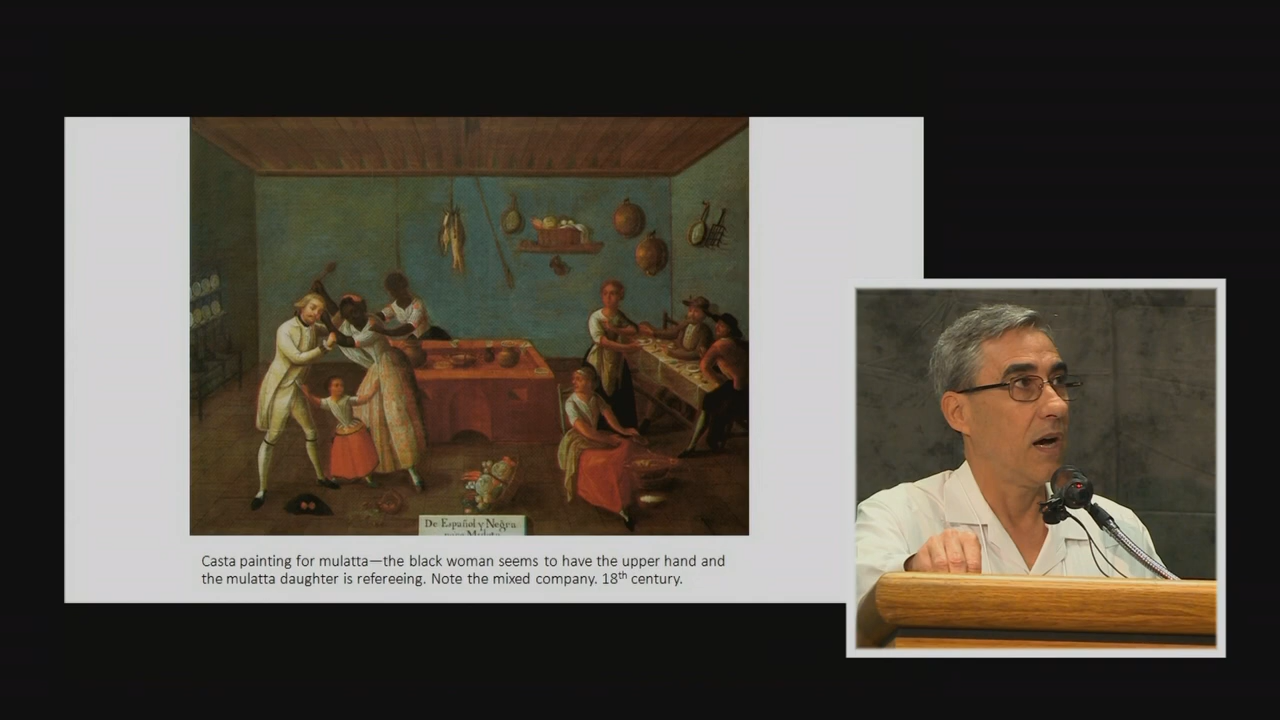 De Español y Negra
Mulata
Casta painting for mulatta—the black woman seems to have the upper hand and
the mulatta daughter is refereeing. Note the mixed company. 18th century.